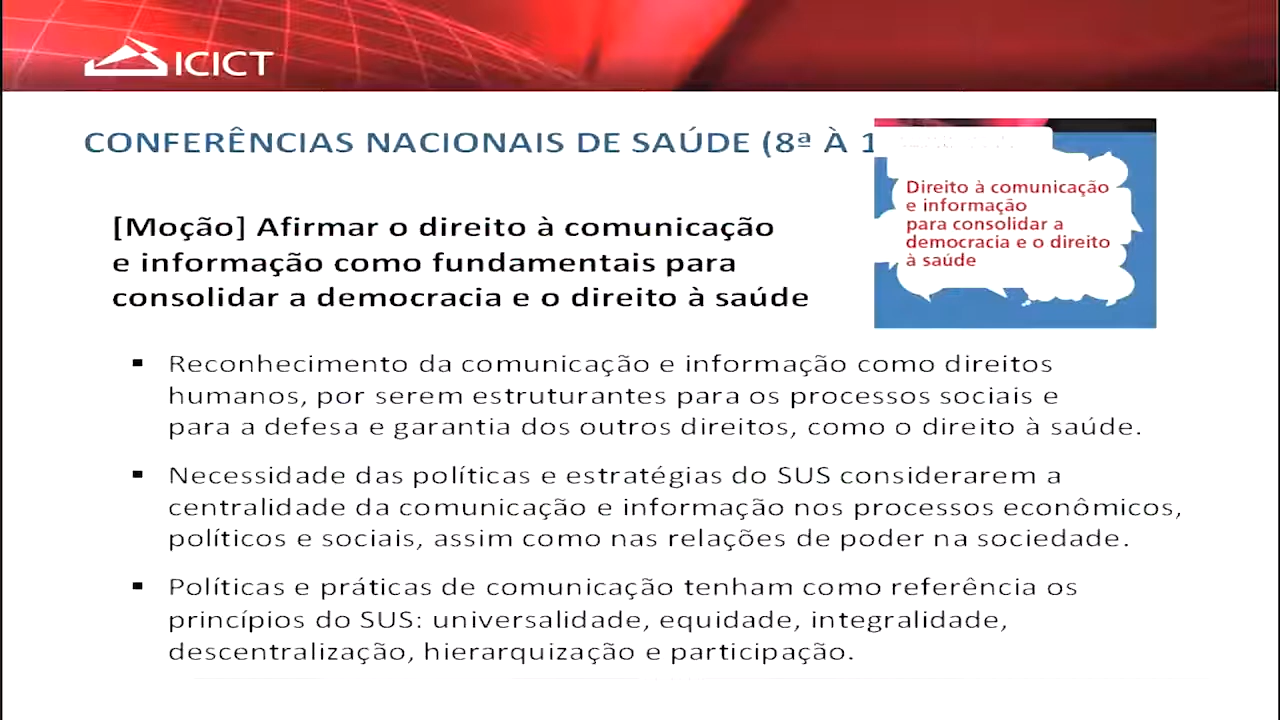 ICICT
CONFERÊNCIAS NACIONAIS DE SAÚDE (8ª À 1
Direito à comunicação
e informação
para consolidar a
democracia e o direito
à saúde
[Moção] Afirmar o direito à comunicação
e informação como fundamentais para
consolidar a democracia e o direito à saúde
▪ Reconhecimento da comunicação e informação como direitos
humanos, por serem estruturantes para os processos sociais e
para a defesa e garantia dos outros direitos, como o direito à saúde.
▪ Necessidade das políticas e estratégias do SUS considerarem a
centralidade da comunicação e informação nos processos econômicos,
políticos e sociais, assim como nas relações de poder na sociedade.
▪ Políticas e práticas de comunicação tenham como referência os
princípios do SUS: universalidade, equidade, integralidade,
descentralização, hierarquização e participação.